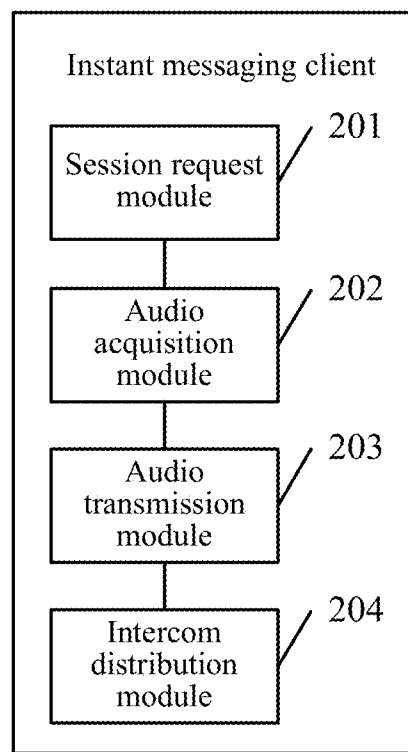 Instant messaging client
201
Session request
module
202
Audio
acquisition
module
203
Audio
transmission
module
204
Intercom
distribution
module